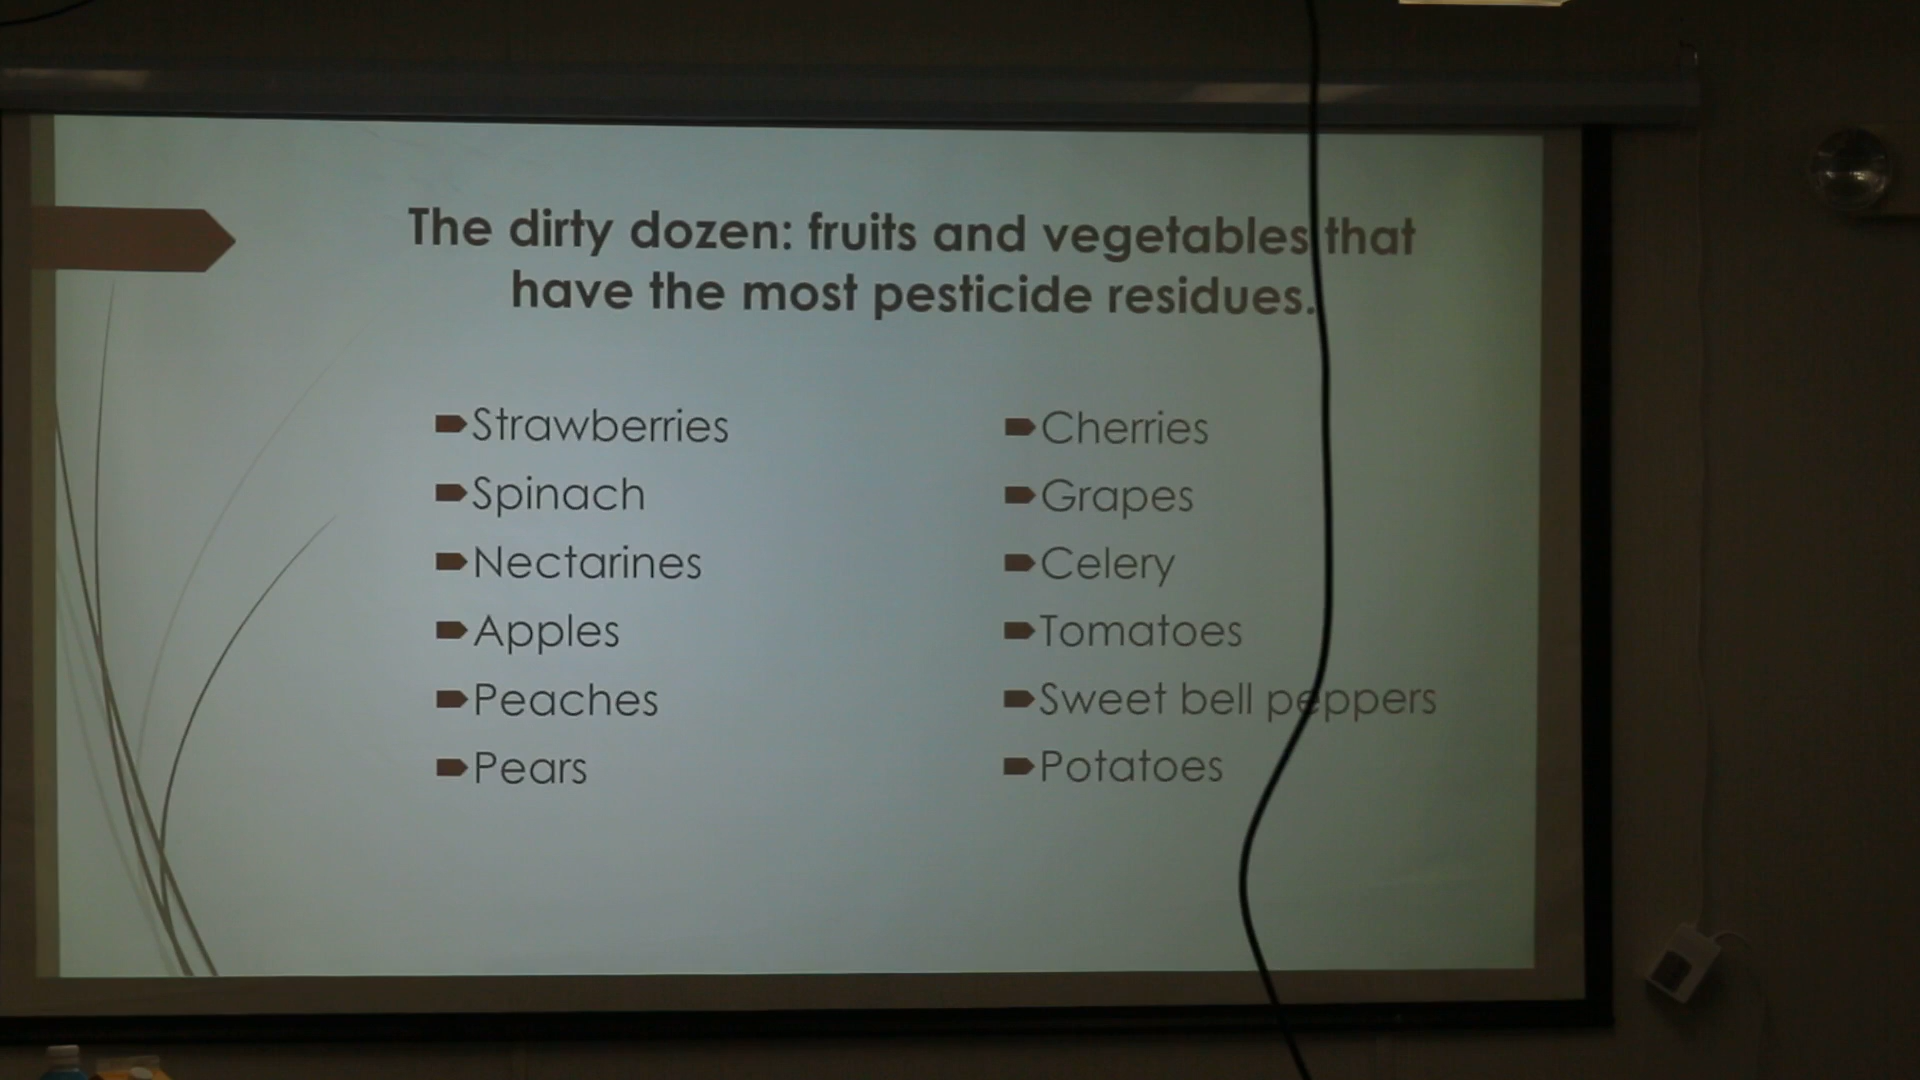 The dirty dozen: fruits and vegetables that
have the most pesticide residues.
Strawberries
Spinach
Nectarines
Apples
Peaches
Pears
Cherries
Grapes
Celery
Tomatoes
Sweet bell peppers
Potatoes